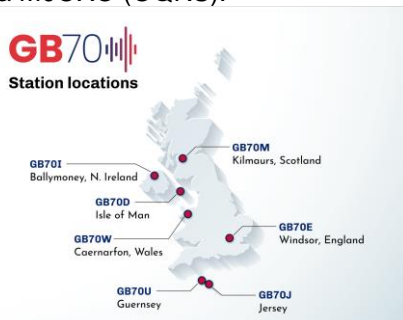 GB70
Station locations
GB70M
Kilmaurs, Scotland
GB70I
Ballymoney, N. Ireland
GB70D
Isle of Man
GB70E
Windsor, England
GB70W
Caernarfon, Wales
GB70U
Guernsey
GB70J
Jersey